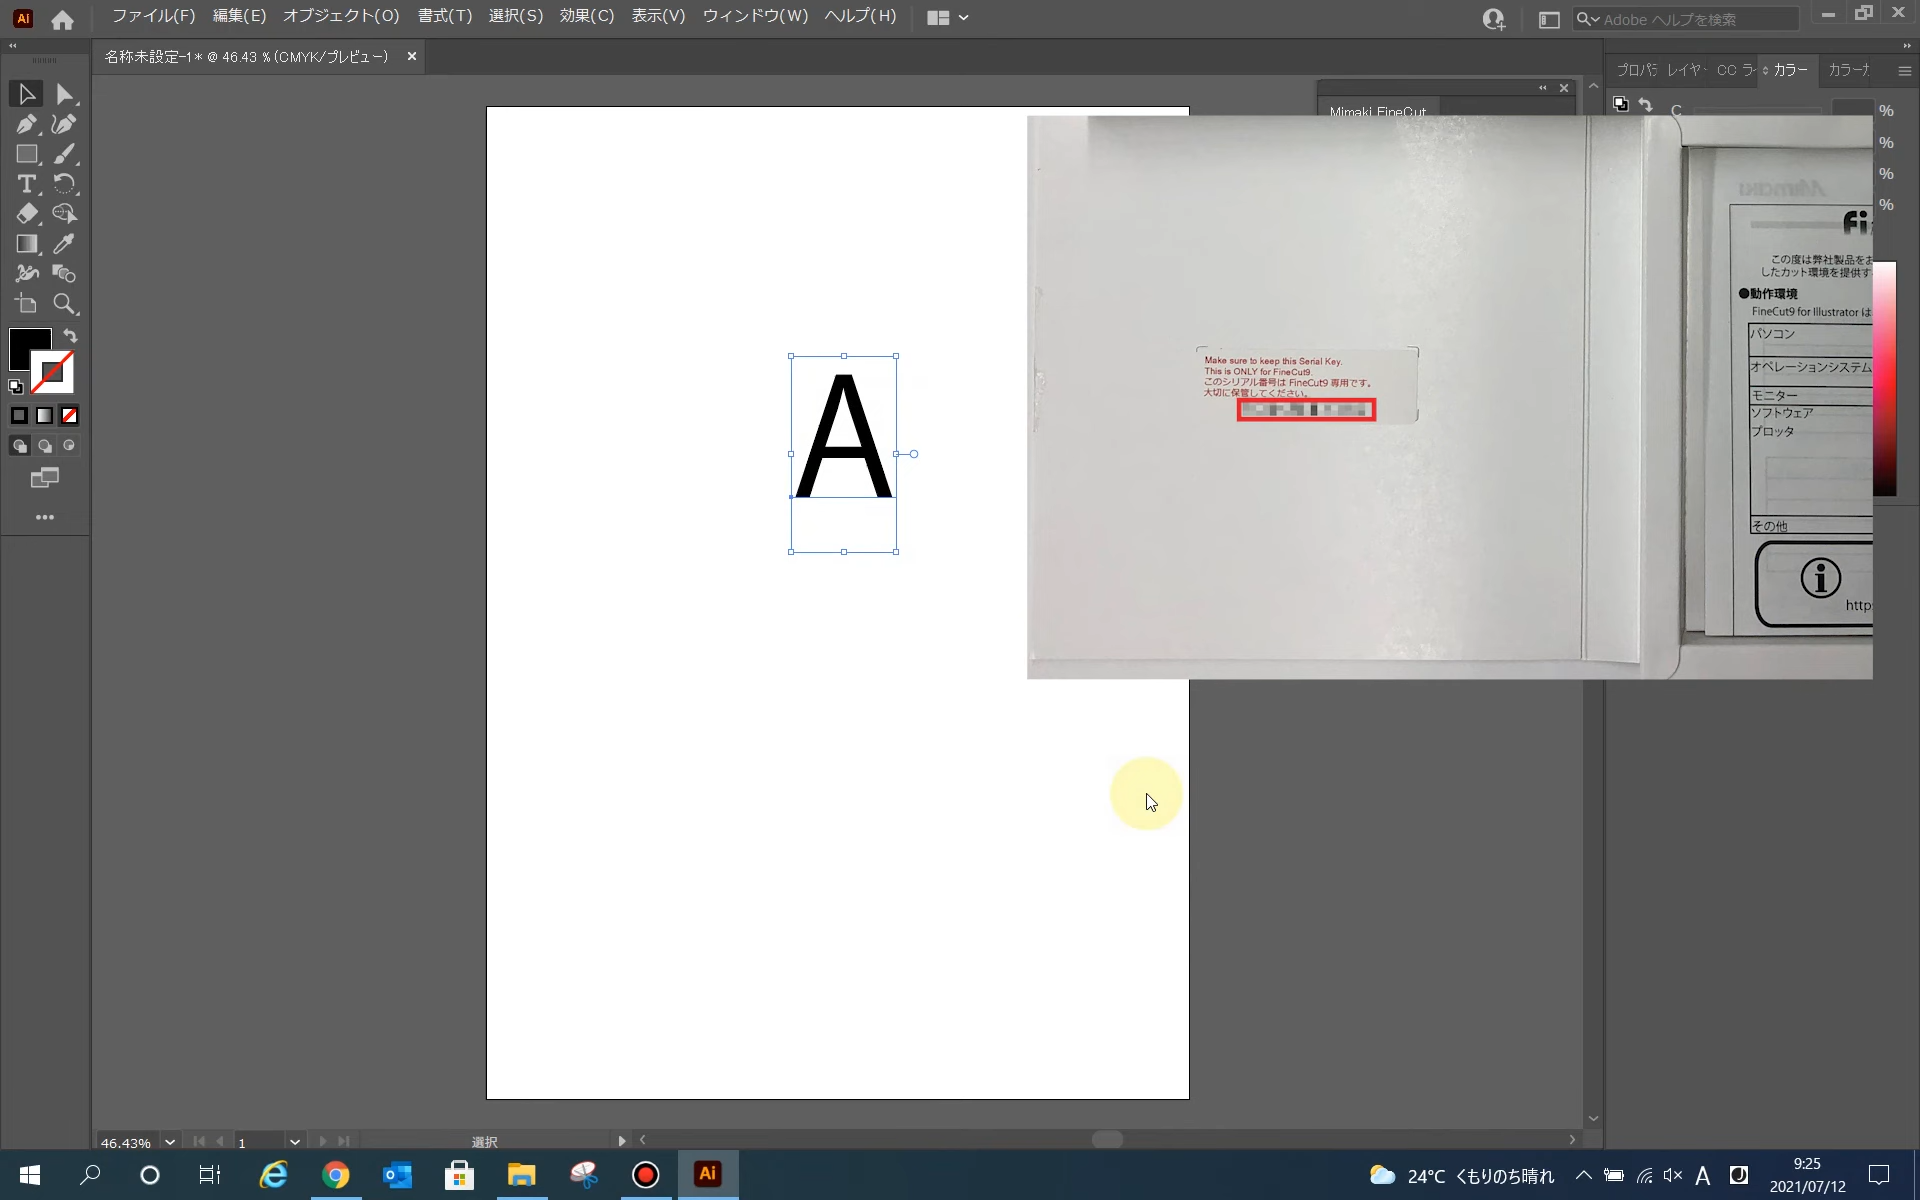 Ai ファイル(F) 編集(E) オブジェクト(O) 書式(T) 選択(S) 効果(C) 表示(V) ウィンドウ(W) ヘルプ(H) Adobe ヘルプを検索
名称未設定-1* @ 46.43 % (CMYK/プレビュー)
プロパ レイヤ CC ラ カラー カラーガ
Mimaki FineCut
C %
%
%
%
Mimaki
この度は弊社製品をお
したカット環境を提供す
●動作環境
FineCut9 for Illustrator は
パソコン
オペレーションシステム
モニター
ソフトウェア
プロッタ
その他
http
Make sure to keep this Serial Key.
This is ONLY for FineCut9.
このシリアル番号は FineCut9 専用です。
大切に保管してください。
A
46.43% 1 選択
Ai 24°C くもりのち晴れ A 9:25
2021/07/12